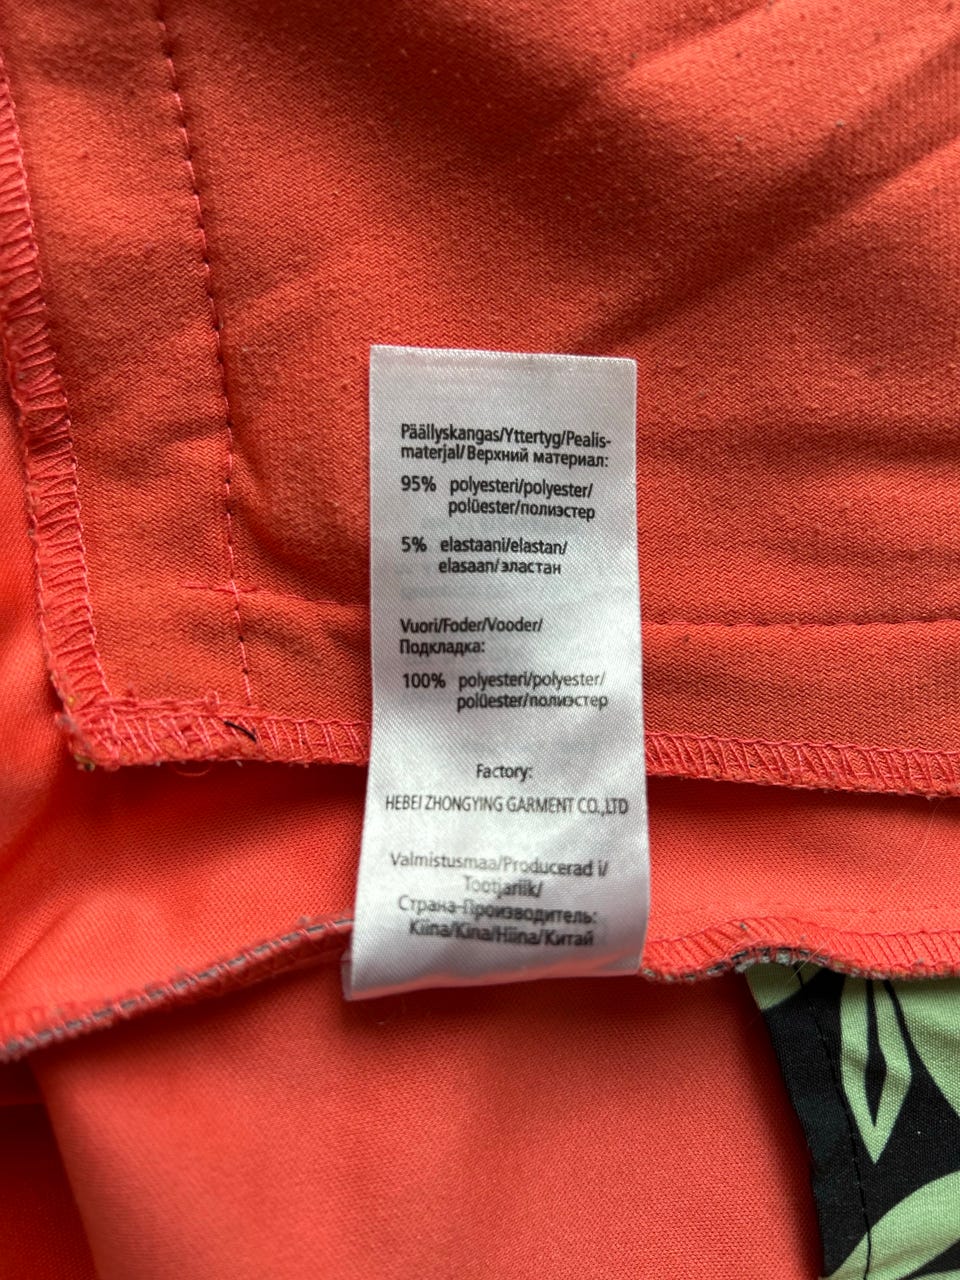 Päällyskangas/Yttertyg/Pealis-
materjal/Верхний материал:
95% polyesteri/polyester/
polüester/полиэстер
5% elastaani/elastan/
elasaan/эластан
Vuori/Foder/Vooder/
Подкладка:
100% polyesteri/polyester/
polüester/полиэстер
Factory:
HEBEI ZHONGYING GARMENT CO.,LTD
Valmistusmaa/Producerad i/
Tootjariik/
Страна-Производитель:
Kiina/Kina/Hiina/Китай